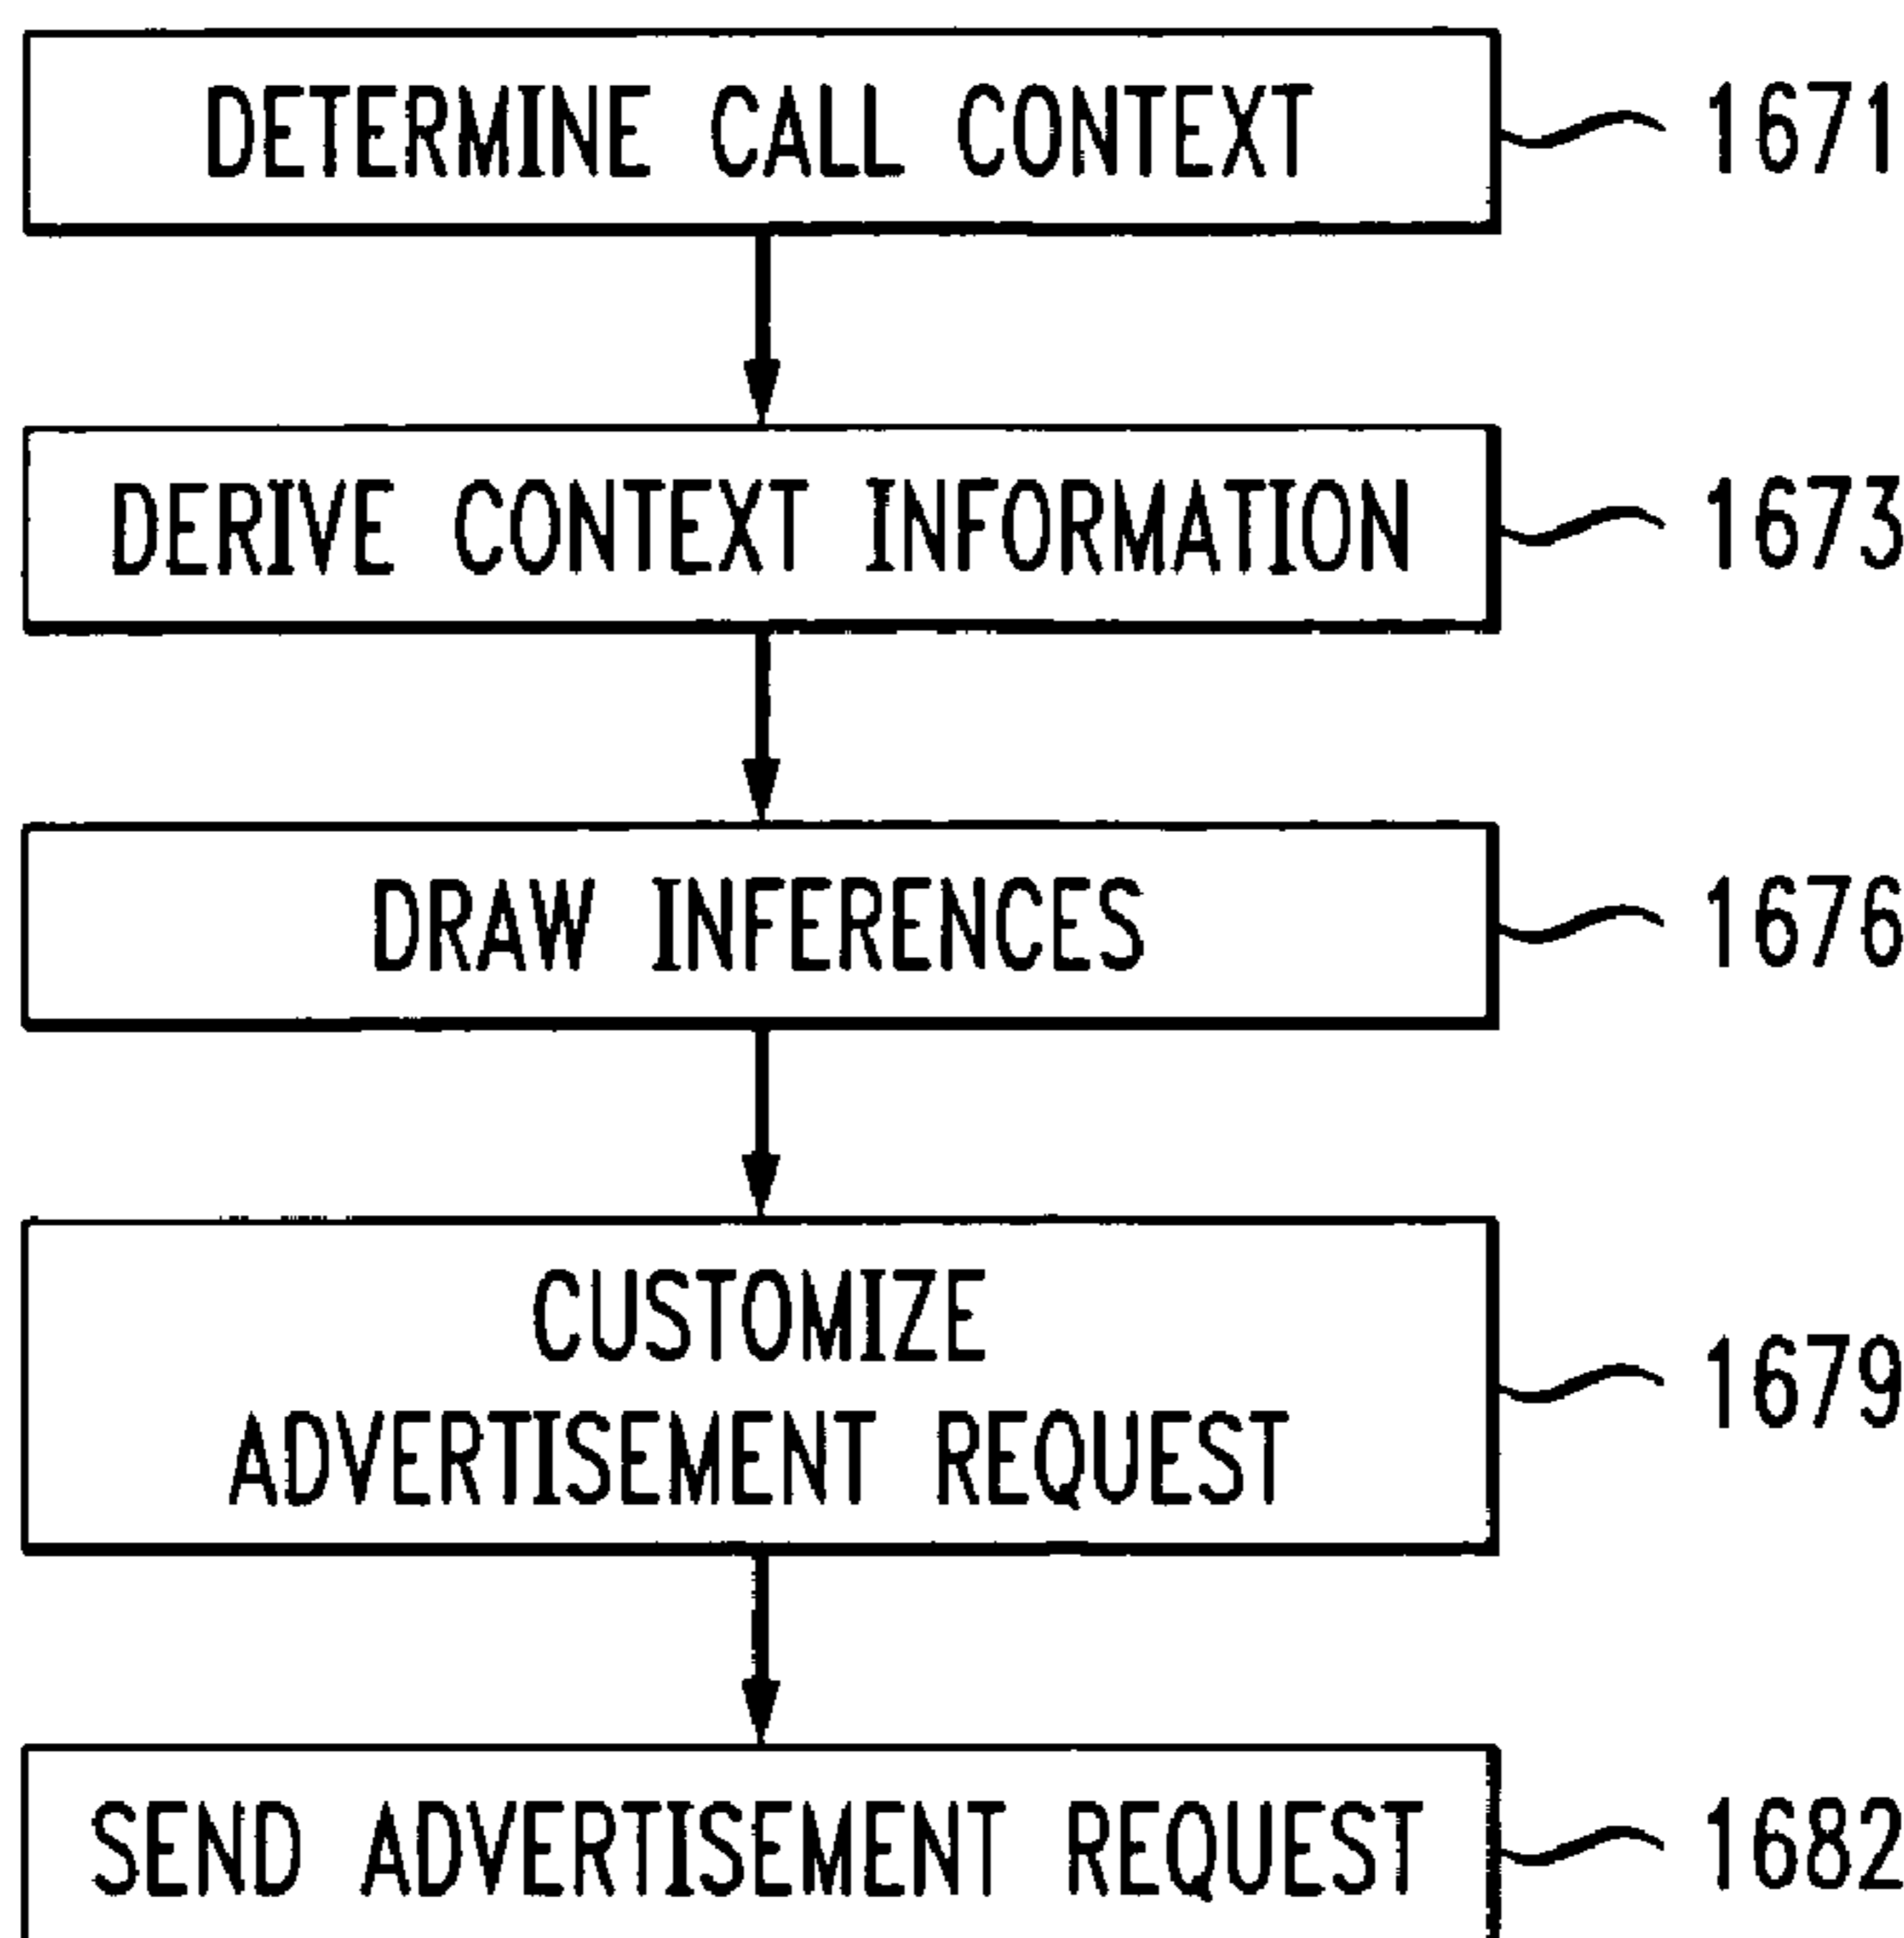 DETERMINE CALL CONTEXT 1671
DERIVE CONTEXT INFORMATION 1673
DRAW INFERENCES 1676
CUSTOMIZE
ADVERTISEMENT REQUEST 1679
SEND ADVERTISEMENT REQUEST 1682